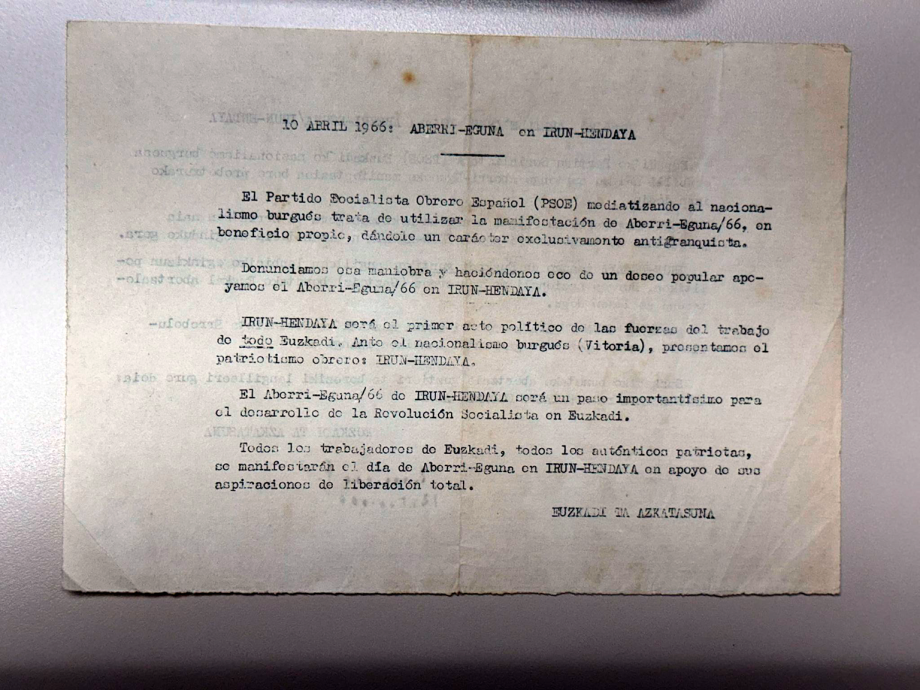 10 ABRIL 1966: ABERRI-EGUNA en IRUN-HENDAYA
El Partido Socialista Obrero Español (PSOE) mediatizando al naciona-
lismo burgués trata de utilizar la manifestación de Aberri-Eguna/66, en
beneficio propio, dándole un carácter exclusivamente antigranquista.
Denunciamos esa maniobra y haciéndonos eco de un deseo popular apo-
yamos el Aberri-Eguna/66 en IRUN-HENDAYA.
IRUN-HENDAYA será el primer acto político de las fuerzas del trabajo
de todo Euzkadi. Ante el nacionalismo burgués (Vitoria), presentamos el
patriotismo obrero: IRUN-HENDAYA.
El Aberri-Eguna/66 de IRUN-HENDAYA será un paso importantísimo para
el desarrollo de la Revolución Socialista en Euzkadi.
Todos los trabajadores de Euzkadi, todos los auténticos patriotas,
se manifestarán el día de Aberri-Eguna en IRUN-HENDAYA en apoyo de sus
aspiraciones de liberación total.
EUZKADI TA AZKATASUNA